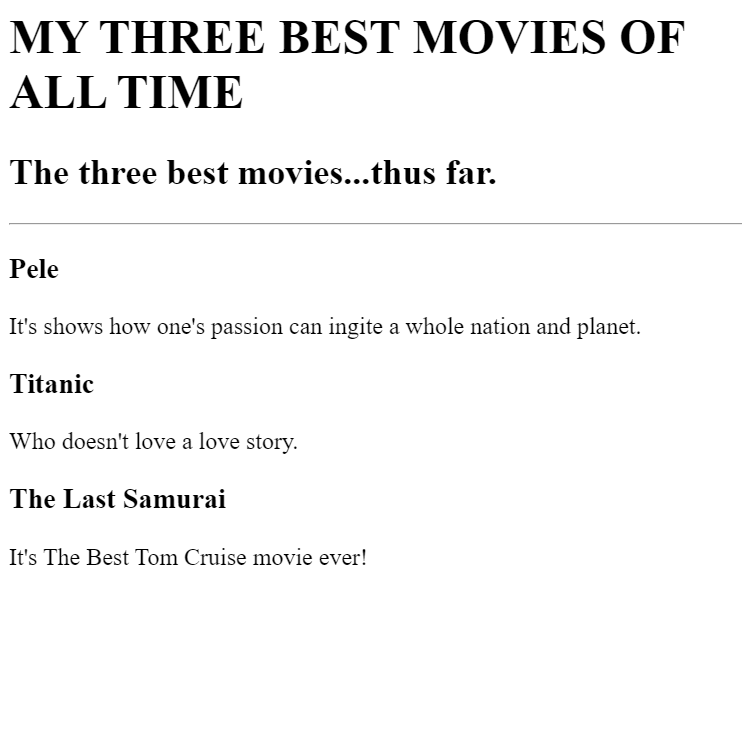 MY THREE BEST MOVIES OF
ALL TIME
The three best movies...thus far.
Pele
It's shows how one's passion can ingite a whole nation and planet.
Titanic
Who doesn't love a love story.
The Last Samurai
It's The Best Tom Cruise movie ever!